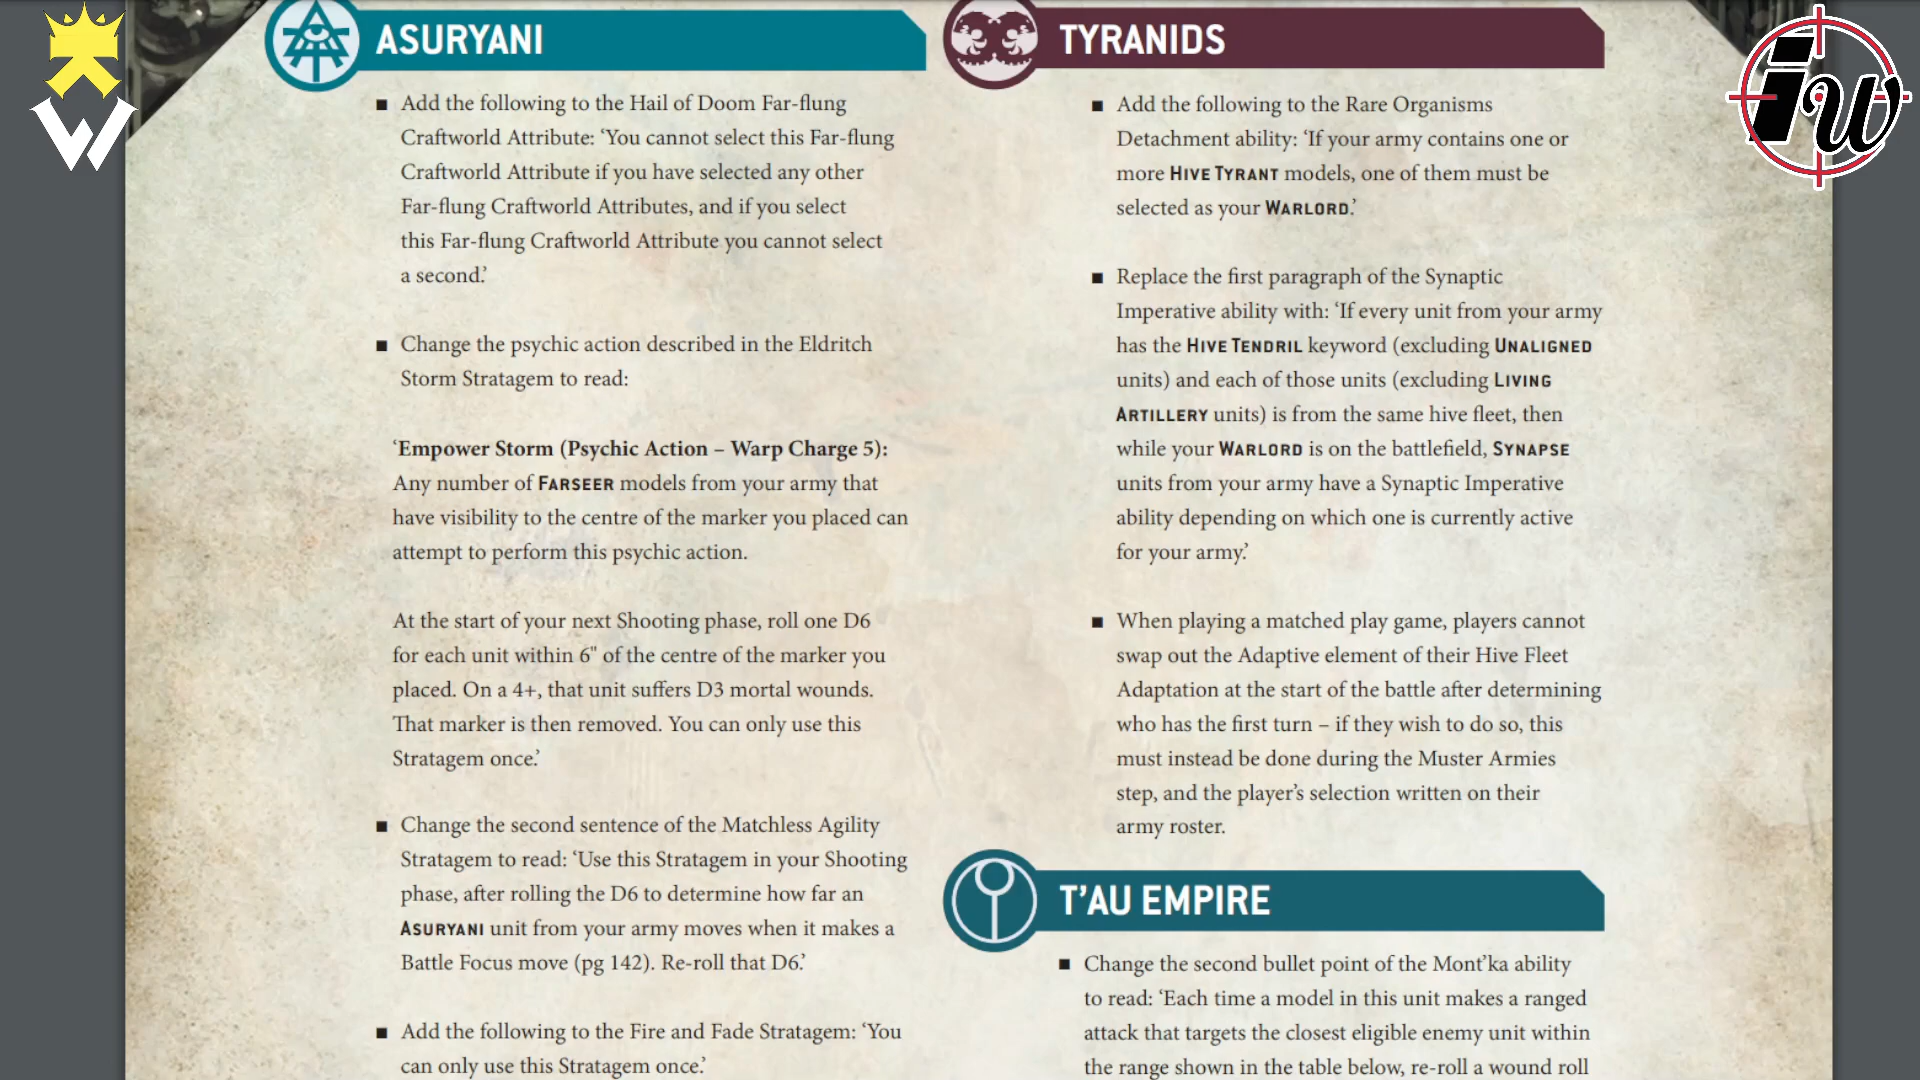 ASURYANI
■ Add the following to the Hail of Doom Far-flung
Craftworld Attribute: ‘You cannot select this Far-flung
Craftworld Attribute if you have selected any other
Far-flung Craftworld Attributes, and if you select
this Far-flung Craftworld Attribute you cannot select
a second.’
■ Change the psychic action described in the Eldritch
Storm Stratagem to read:
‘Empower Storm (Psychic Action – Warp Charge 5):
Any number of FARSEER models from your army that
have visibility to the centre of the marker you placed can
attempt to perform this psychic action.
At the start of your next Shooting phase, roll one D6
for each unit within 6" of the centre of the marker you
placed. On a 4+, that unit suffers D3 mortal wounds.
That marker is then removed. You can only use this
Stratagem once.’
■ Change the second sentence of the Matchless Agility
Stratagem to read: ‘Use this Stratagem in your Shooting
phase, after rolling the D6 to determine how far an
ASURYANI unit from your army moves when it makes a
Battle Focus move (pg 142). Re-roll that D6.’
■ Add the following to the Fire and Fade Stratagem: ‘You
can only use this Stratagem once.’
TYRANIDS
■ Add the following to the Rare Organisms
Detachment ability: ‘If your army contains one or
more HIVE TYRANT models, one of them must be
selected as your WARLORD.’
■ Replace the first paragraph of the Synaptic
Imperative ability with: ‘If every unit from your army
has the HIVE TENDRIL keyword (excluding UNALIGNED
units) and each of those units (excluding LIVING
ARTILLERY units) is from the same hive fleet, then
while your WARLORD is on the battlefield, SYNAPSE
units from your army have a Synaptic Imperative
ability depending on which one is currently active
for your army.’
■ When playing a matched play game, players cannot
swap out the Adaptive element of their Hive Fleet
Adaptation at the start of the battle after determining
who has the first turn – if they wish to do so, this
must instead be done during the Muster Armies
step, and the player’s selection written on their
army roster.
T’AU EMPIRE
■ Change the second bullet point of the Mont’ka ability
to read: ‘Each time a model in this unit makes a ranged
attack that targets the closest eligible enemy unit within
the range shown in the table below, re-roll a wound roll
W
iw